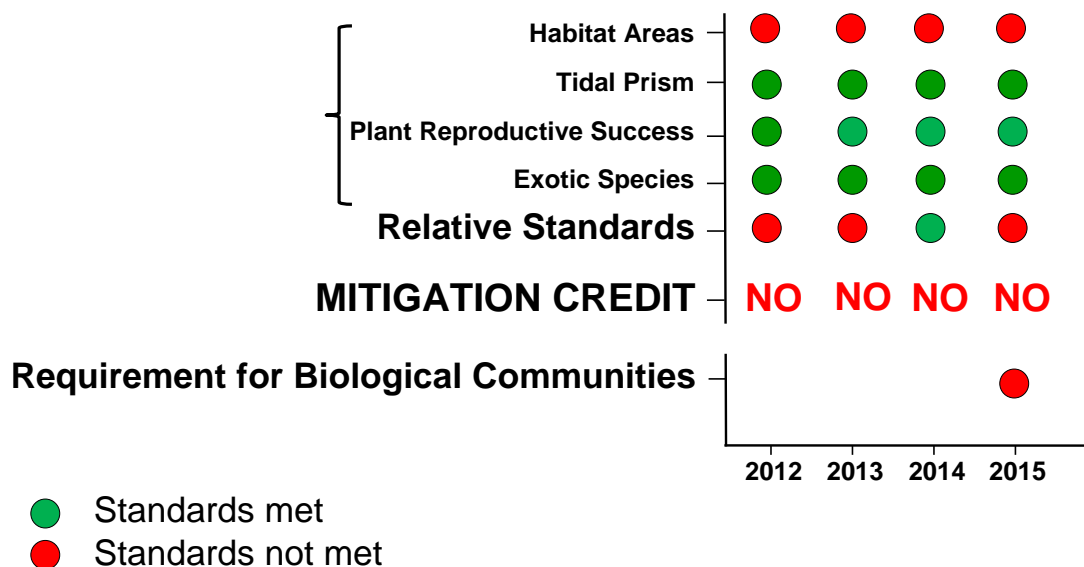 Habitat Areas
Tidal Prism
Plant Reproductive Success
Exotic Species
Relative Standards
MITIGATION CREDIT NO NO NO NO
Requirement for Biological Communities
2012 2013 2014 2015
Standards met
Standards not met